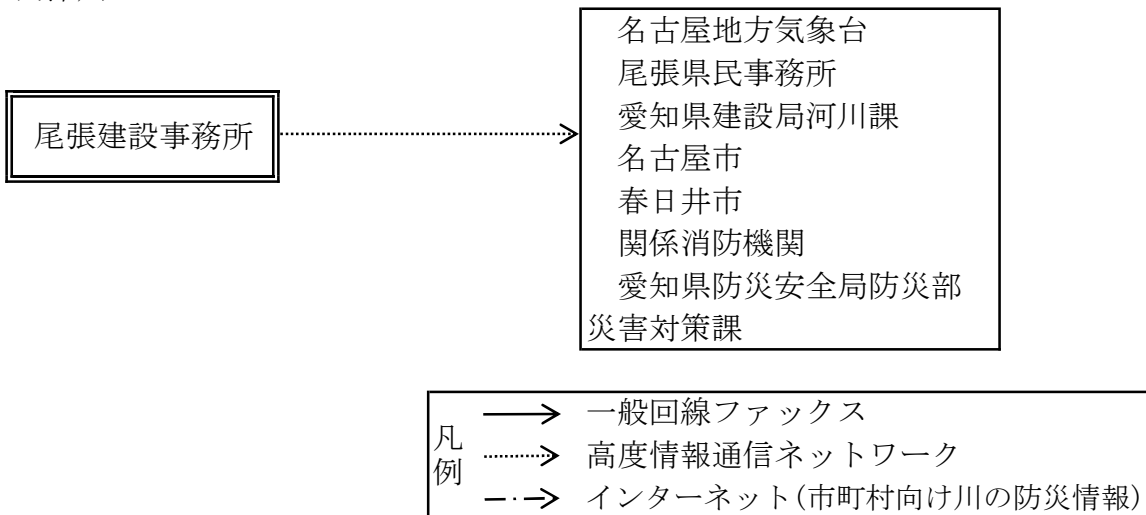 尾張建設事務所
名古屋地方気象台
尾張県民事務所
愛知県建設局河川課
名古屋市
春日井市
関係消防機関
愛知県防災安全局防災部
災害対策課
凡例
一般回線ファックス
高度情報通信ネットワーク
インターネット(市町村向け川の防災情報)